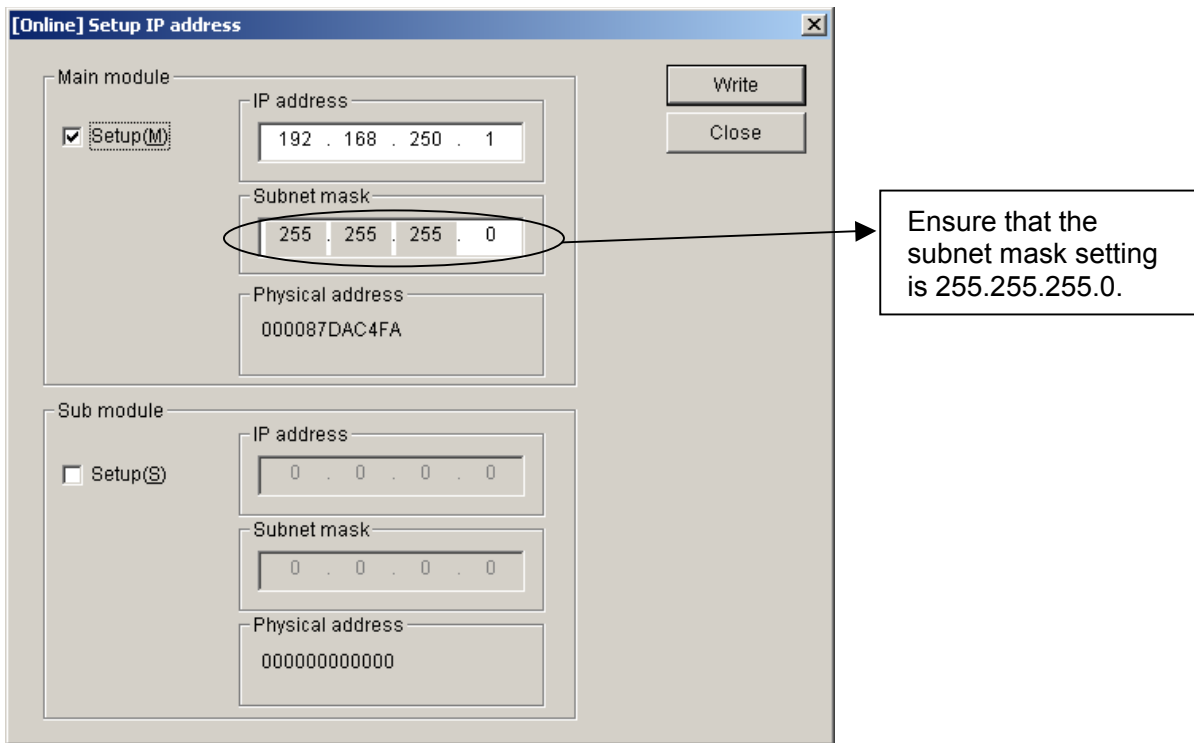 [Online] Setup IP address
Main module
Setup(M)
IP address
192 . 168 . 250 . 1
Subnet mask
255 . 255 . 255 . 0
Physical address
000087DAC4FA
Write
Close
Ensure that the
subnet mask setting
is 255.255.255.0.
Sub module
Setup(S)
IP address
0 . 0 . 0 . 0
Subnet mask
0 . 0 . 0 . 0
Physical address
000000000000